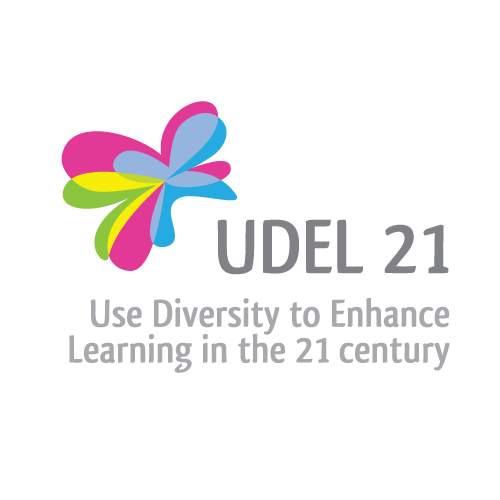 UDEL 21
Use Diversity to Enhance
Learning in the 21 century